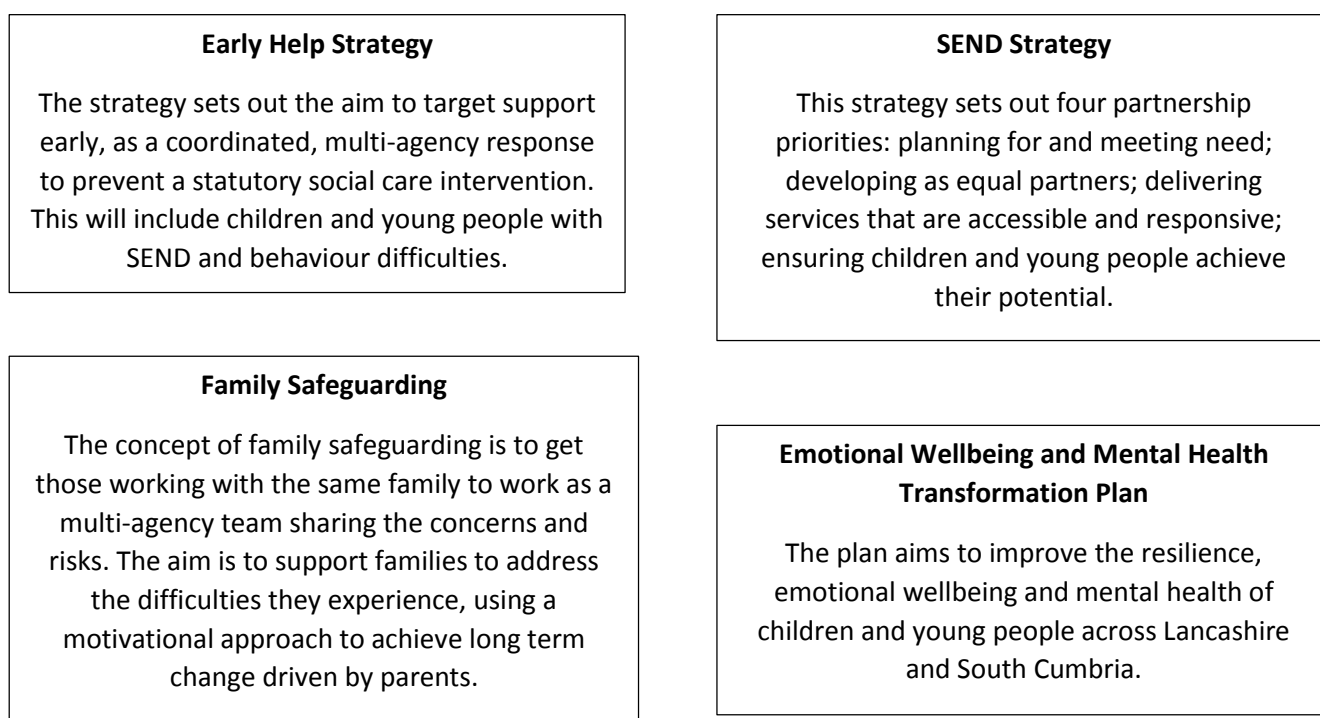 Early Help Strategy
The strategy sets out the aim to target support
early, as a coordinated, multi-agency response
to prevent a statutory social care intervention.
This will include children and young people with
SEND and behaviour difficulties.
SEND Strategy
This strategy sets out four partnership
priorities: planning for and meeting need;
developing as equal partners; delivering
services that are accessible and responsive;
ensuring children and young people achieve
their potential.
Family Safeguarding
The concept of family safeguarding is to get
those working with the same family to work as a
multi-agency team sharing the concerns and
risks. The aim is to support families to address
the difficulties they experience, using a
motivational approach to achieve long term
change driven by parents.
Emotional Wellbeing and Mental Health
Transformation Plan
The plan aims to improve the resilience,
emotional wellbeing and mental health of
children and young people across Lancashire
and South Cumbria.